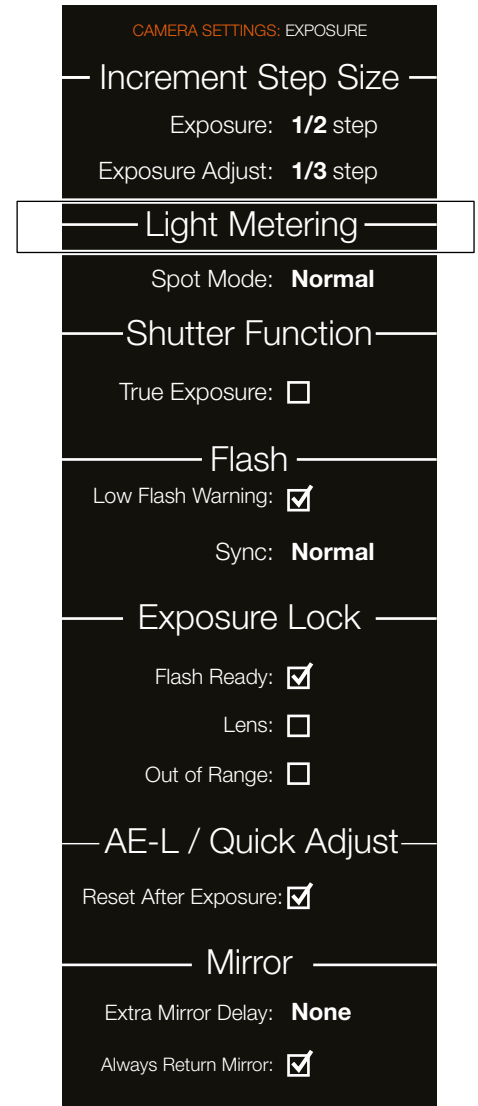 CAMERA SETTINGS: EXPOSURE
Increment Step Size
Exposure: 1/2 step
Exposure Adjust: 1/3 step
Light Metering
Spot Mode: Normal
Shutter Function
True Exposure:
Flash
Low Flash Warning:
Sync: Normal
Exposure Lock
Flash Ready:
Lens:
Out of Range:
AE-L / Quick Adjust
Reset After Exposure:
Mirror
Extra Mirror Delay: None
Always Return Mirror: